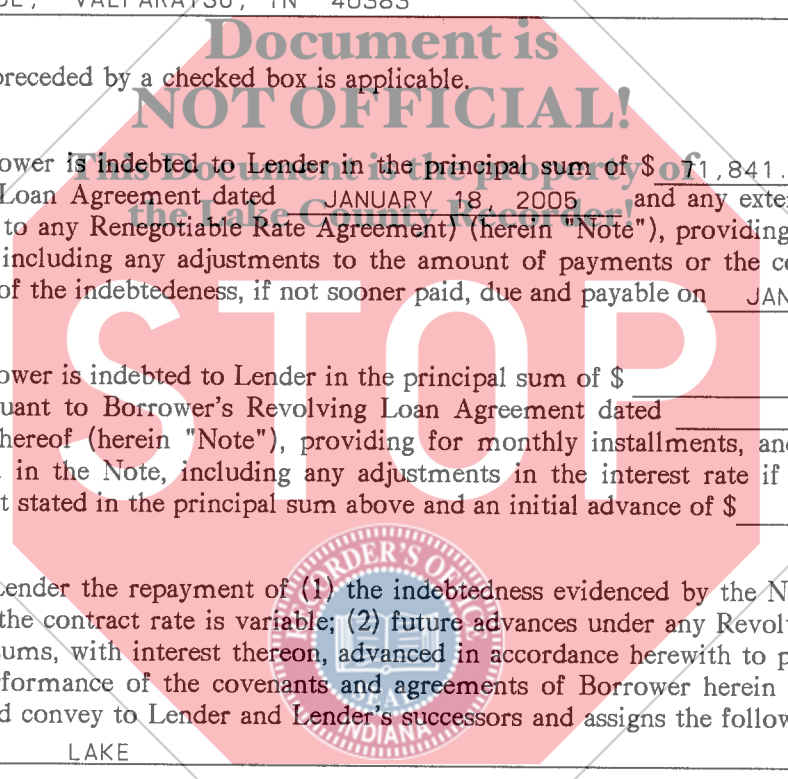 VALPARAISO, IN 46383
Document is
preceded by a checked box is applicable.
NOT OFFICIAL!
ower is indebted to Lender in the principal sum of $ 71,841.
This Document is the property of
Loan Agreement dated JANUARY 18, 2005 and any exte
the Lake County Recorder!
to any Renegotiable Rate Agreement) (herein "Note"), providing
including any adjustments to the amount of payments or the co
of the indebtedeness, if not sooner paid, due and payable on JAN
STOP
ower is indebted to Lender in the principal sum of $
uant to Borrower's Revolving Loan Agreement dated
hereof (herein "Note"), providing for monthly installments, and
in the Note, including any adjustments in the interest rate if
t stated in the principal sum above and an initial advance of $
RECORDER'S OFFICE
Lender the repayment of (1) the indebtedness evidenced by the N
the contract rate is variable; (2) future advances under any Revol
sums, with interest thereon, advanced in accordance herewith to p
formance of the covenants and agreements of Borrower herein
SEAL
d convey to Lender and Lender's successors and assigns the follow
INDIANA
LAKE